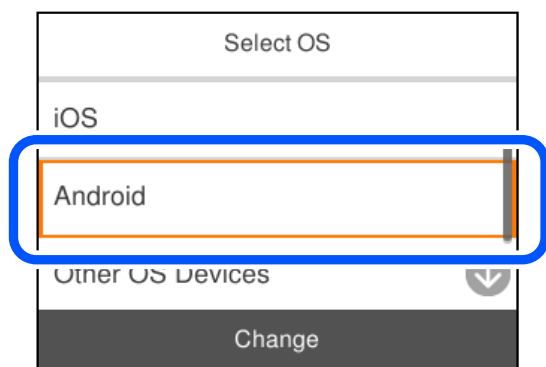 Select OS
iOS
Android
Other OS Devices
Change